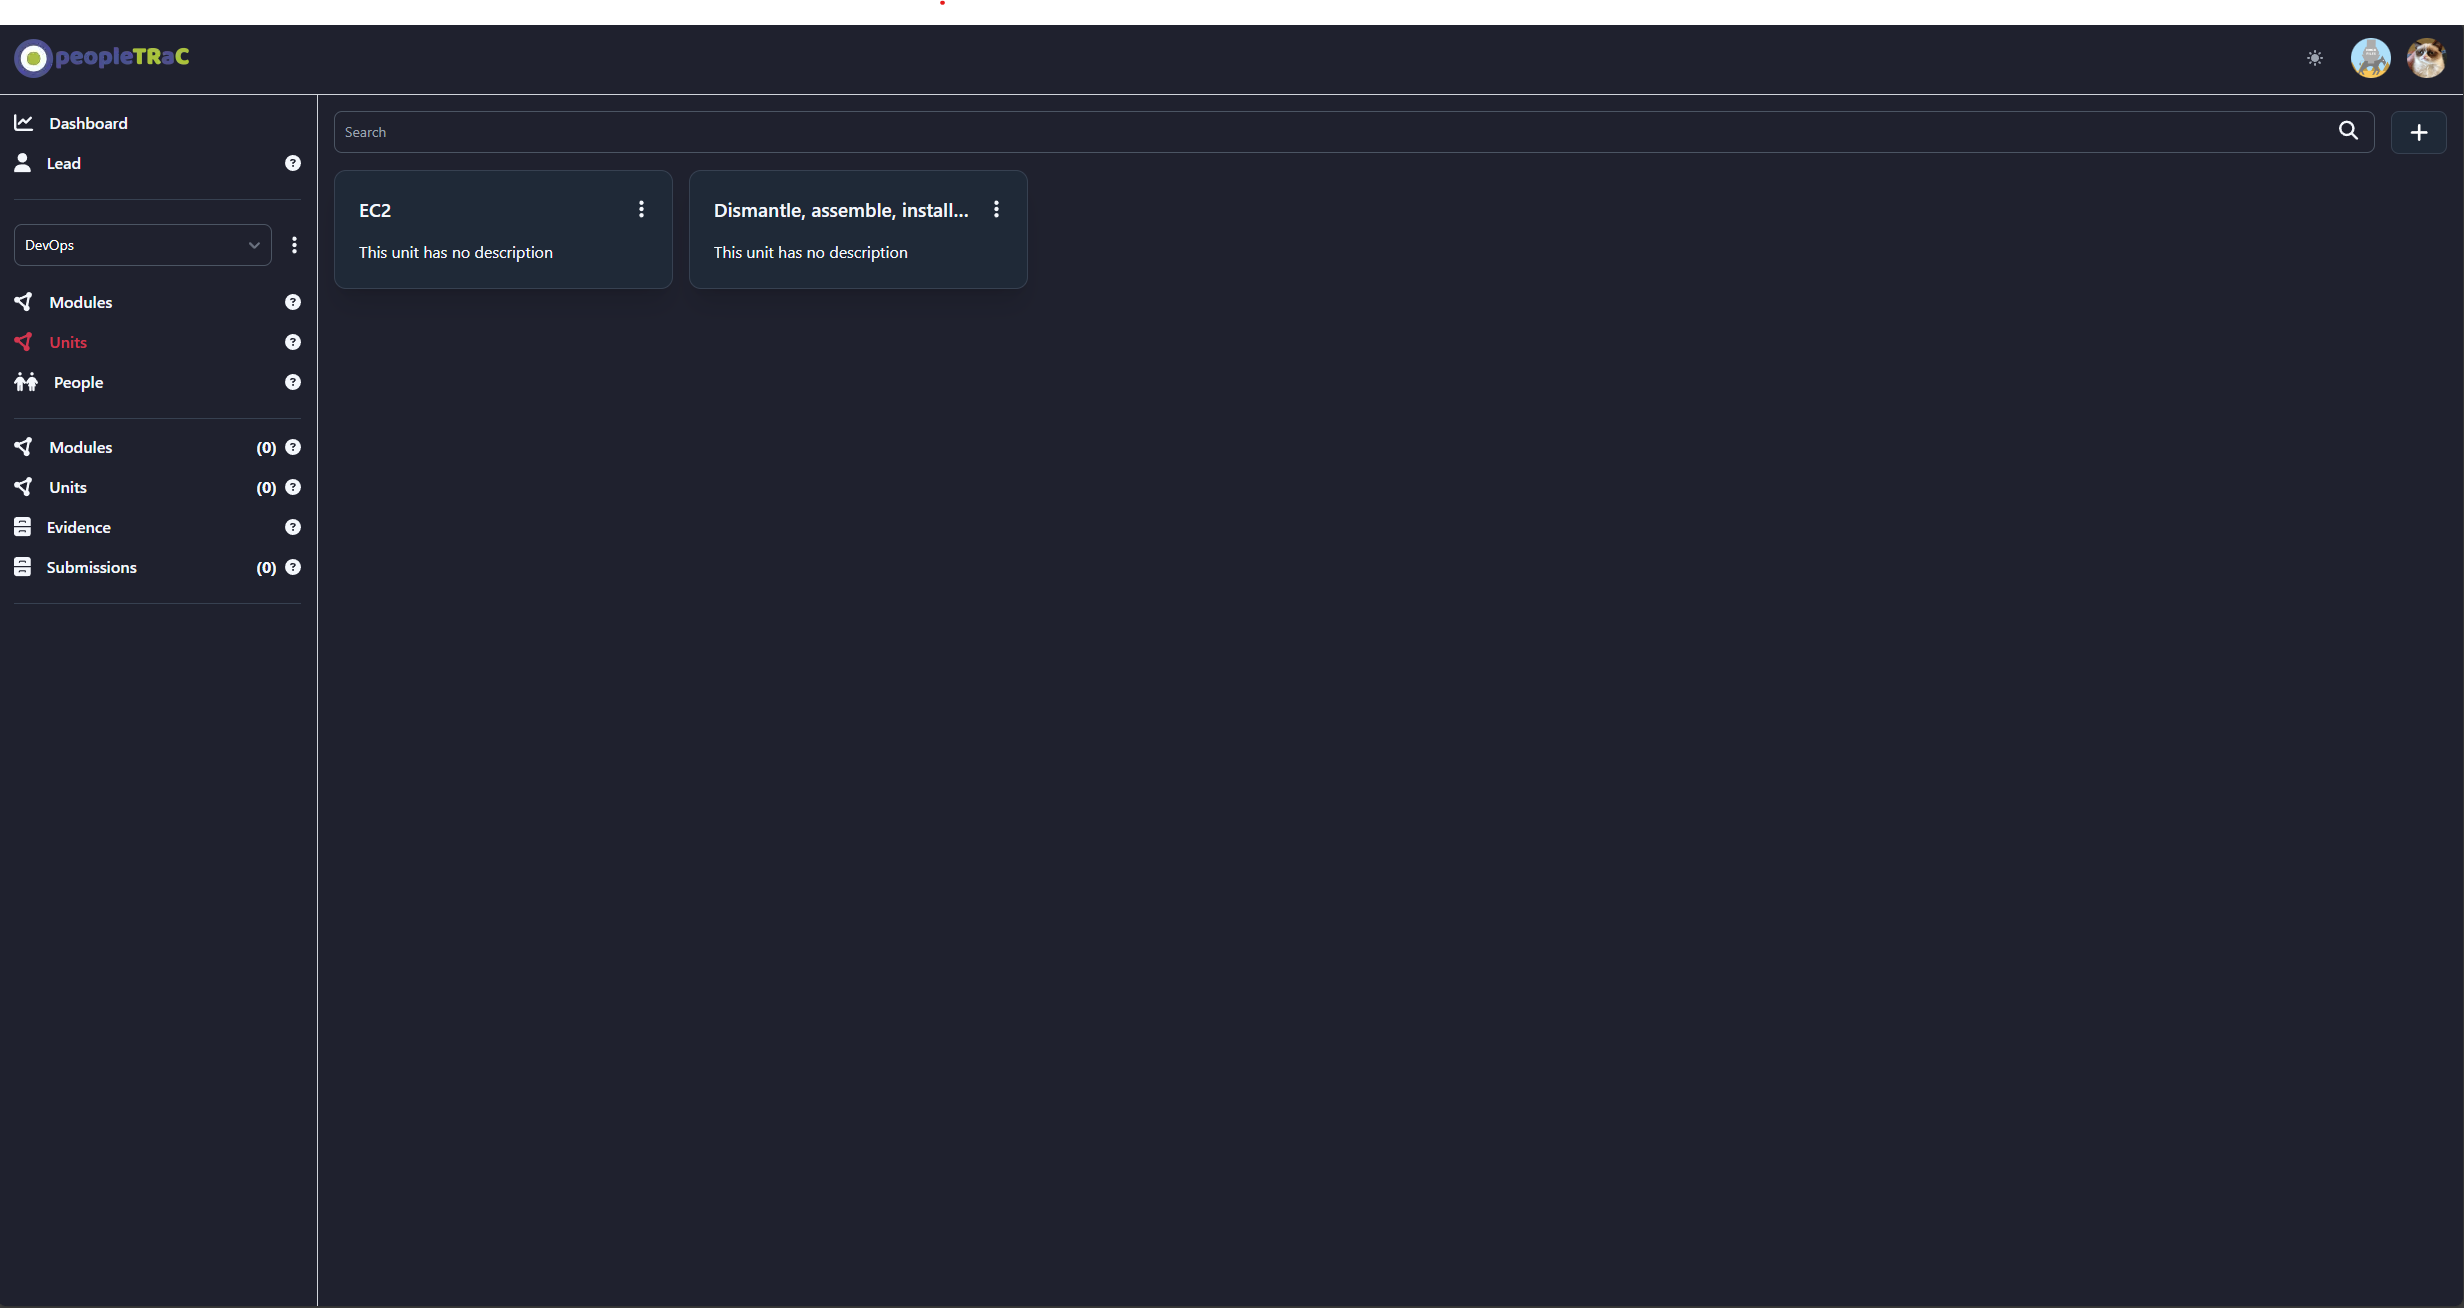 peopleTRaC
Dashboard
Lead
DevOps
Modules
Units
People
Modules (0)
Units (0)
Evidence
Submissions (0)
Search
EC2
This unit has no description
Dismantle, assemble, install...
This unit has no description